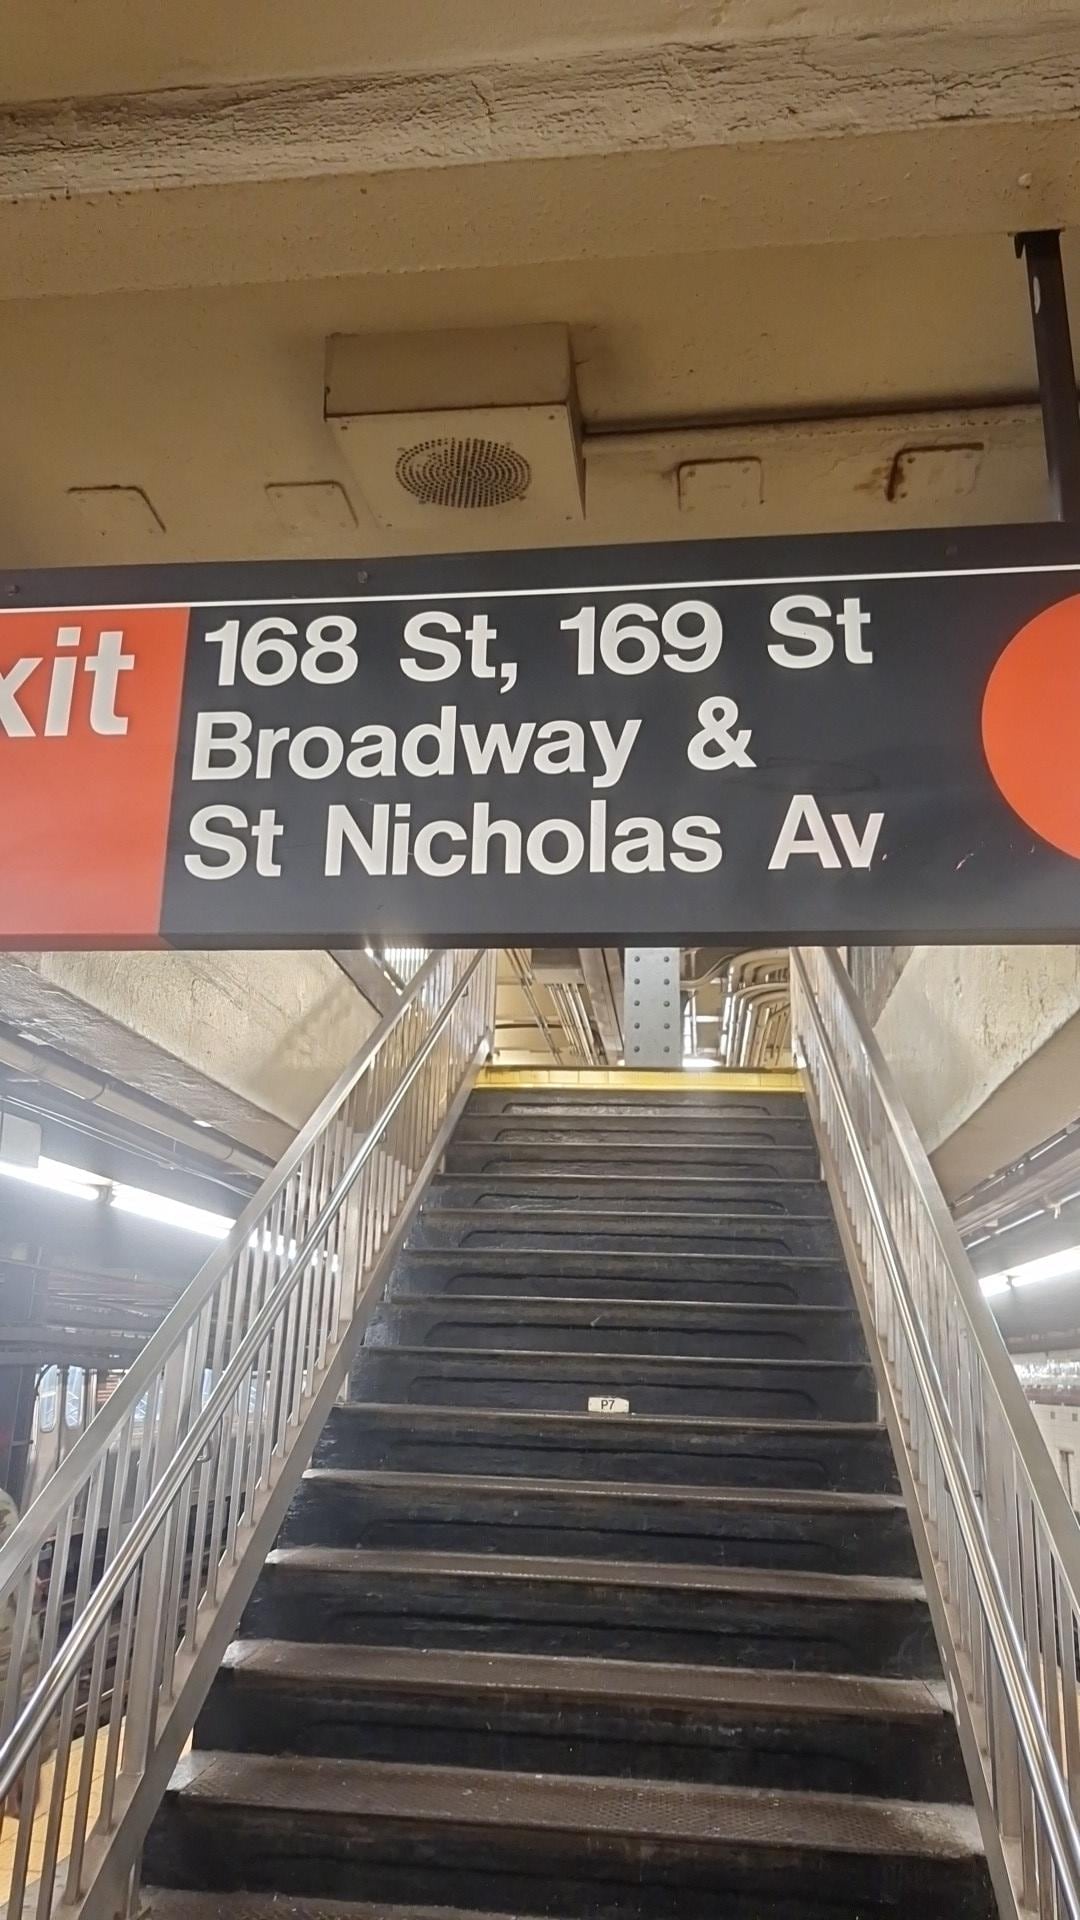 xit
168 St, 169 St
Broadway &
St Nicholas Av
P7